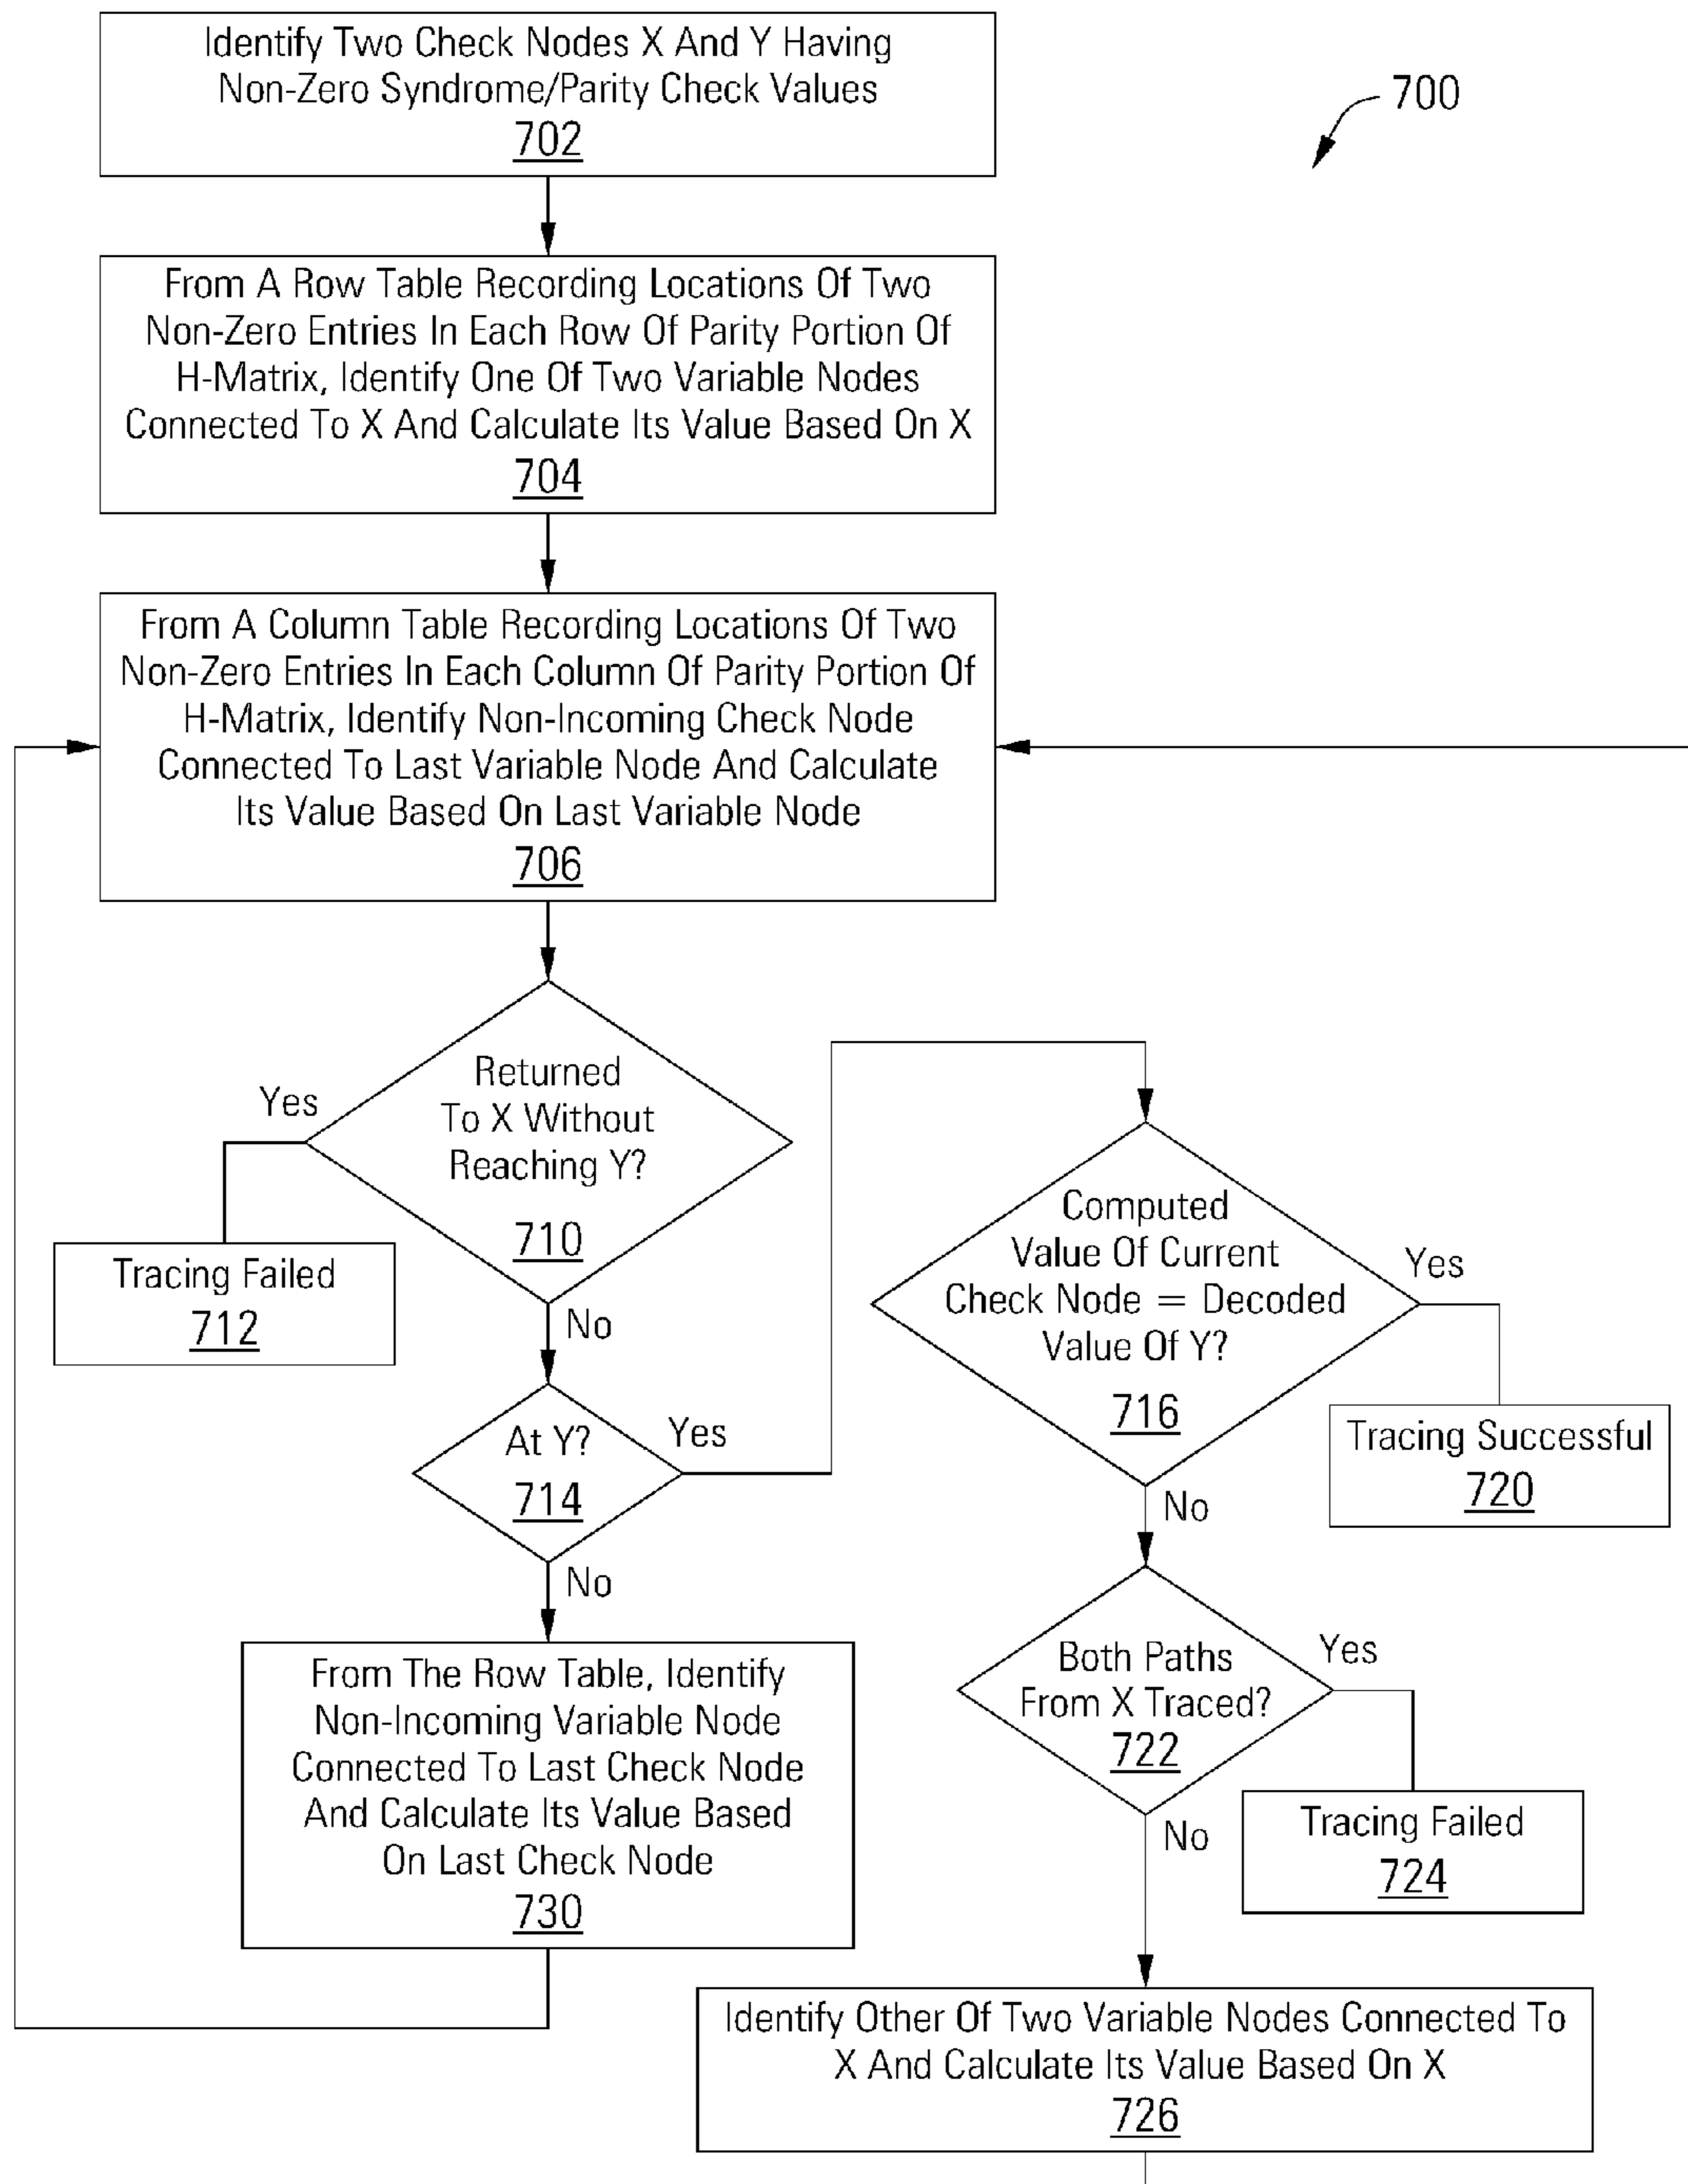 Identify Two Check Nodes X And Y Having
Non-Zero Syndrome/Parity Check Values
702
700
From A Row Table Recording Locations Of Two
Non-Zero Entries In Each Row Of Parity Portion Of
H-Matrix, Identify One Of Two Variable Nodes
Connected To X And Calculate Its Value Based On X
704
From A Column Table Recording Locations Of Two
Non-Zero Entries In Each Column Of Parity Portion Of
H-Matrix, Identify Non-Incoming Check Node
Connected To Last Variable Node And Calculate
Its Value Based On Last Variable Node
706
Returned
To X Without
Reaching Y?
710
Yes
Tracing Failed
712
No
At Y?
714
Yes
No
Computed
Value Of Current
Check Node = Decoded
Value Of Y?
716
Yes
Tracing Successful
720
No
Both Paths
From X Traced?
722
Yes
Tracing Failed
724
No
From The Row Table, Identify
Non-Incoming Variable Node
Connected To Last Check Node
And Calculate Its Value Based
On Last Check Node
730
Identify Other Of Two Variable Nodes Connected To
X And Calculate Its Value Based On X
726